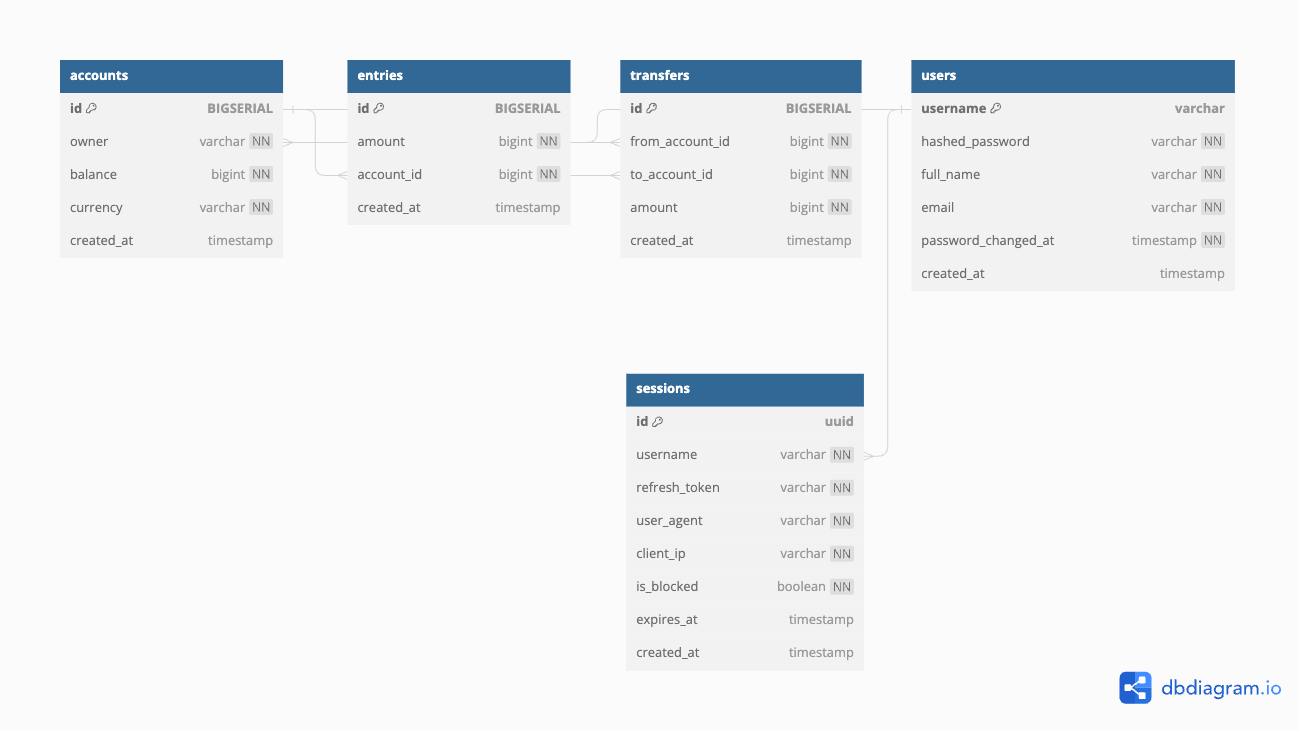 accounts
id BIGSERIAL
owner varchar NN
balance bigint NN
currency varchar NN
created_at timestamp
entries
id BIGSERIAL
amount bigint NN
account_id bigint NN
created_at timestamp
transfers
id BIGSERIAL
from_account_id bigint NN
to_account_id bigint NN
amount bigint NN
created_at timestamp
users
username varchar
hashed_password varchar NN
full_name varchar NN
email varchar NN
password_changed_at timestamp NN
created_at timestamp
sessions
id uuid
username varchar NN
refresh_token varchar NN
user_agent varchar NN
client_ip varchar NN
is_blocked boolean NN
expires_at timestamp
created_at timestamp
dbdiagram.io